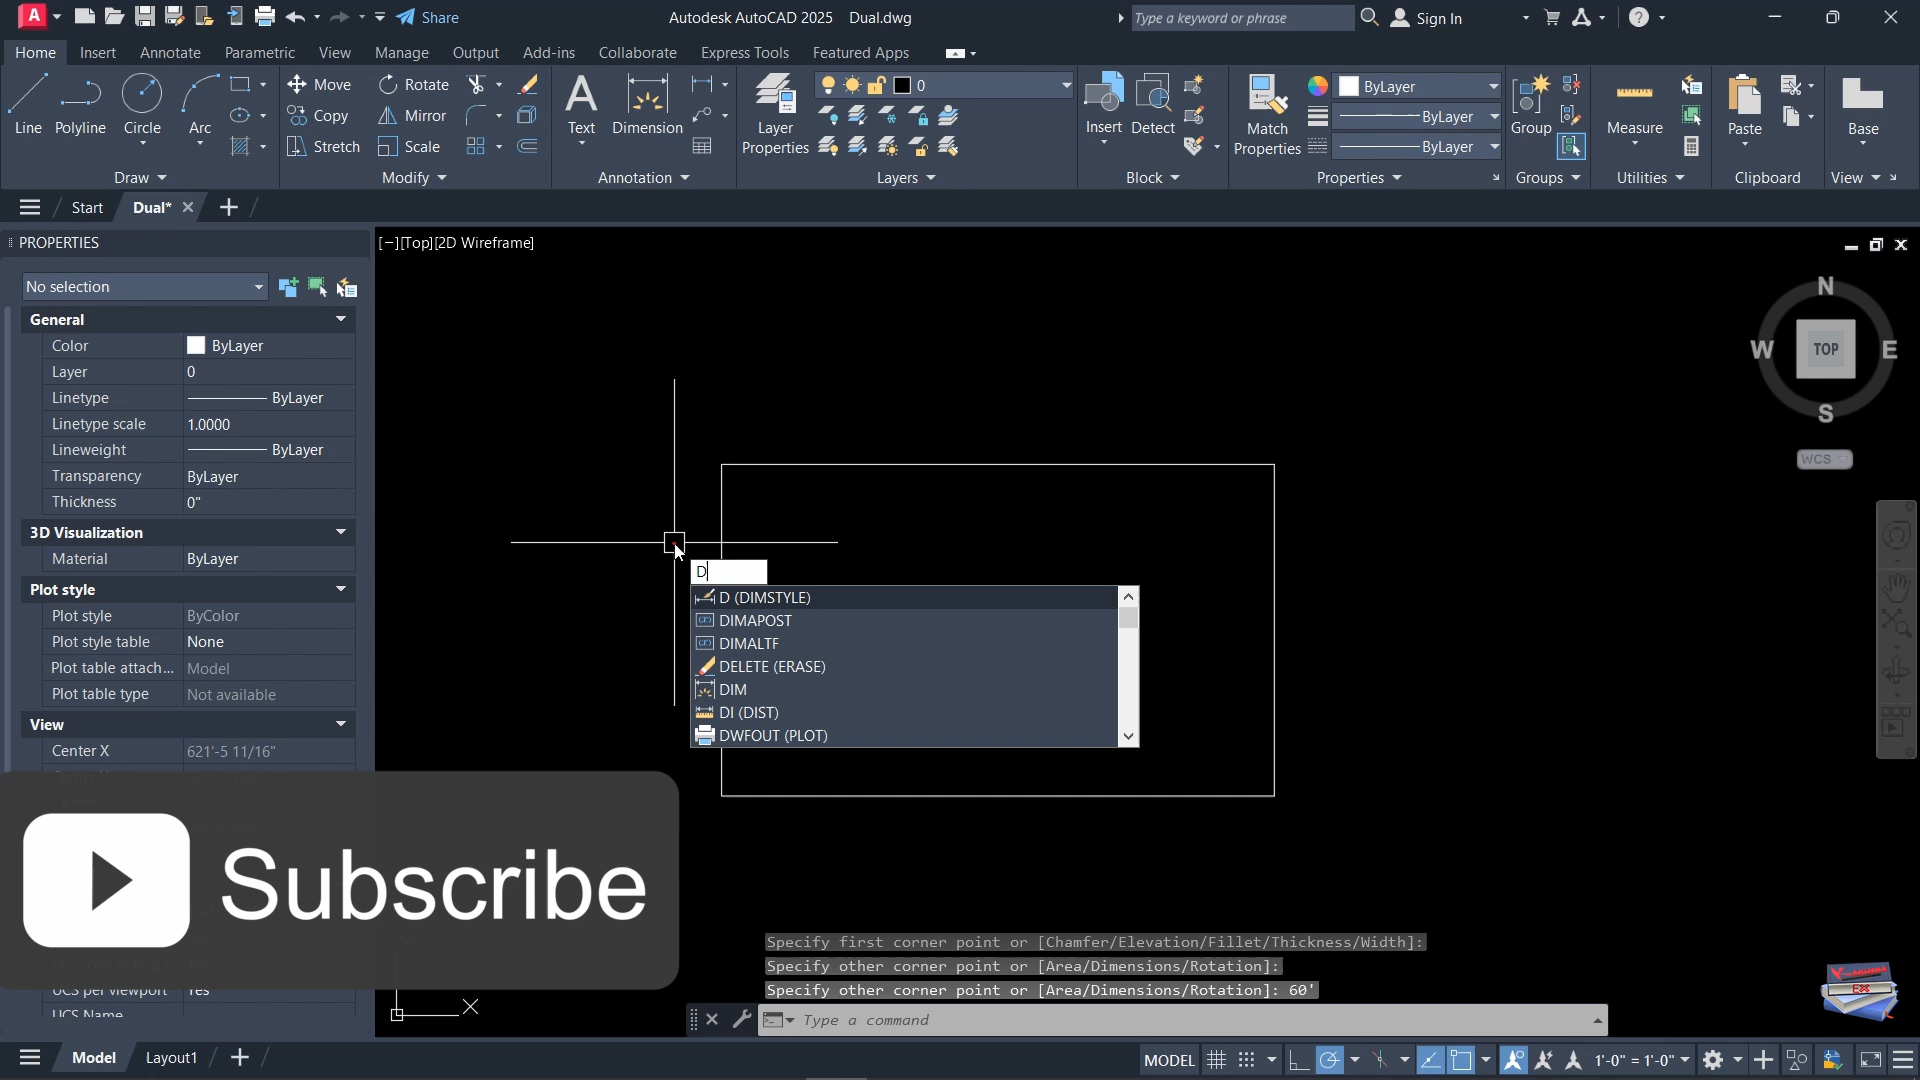 A Share Autodesk AutoCAD 2025 Dual.dwg Type a keyword or phrase Sign In ?
Home Insert Annotate Parametric View Manage Output Add-ins Collaborate Express Tools Featured Apps
Move Rotate 0 ByLayer
Line Polyline Circle Arc Copy Mirror Text Dimension Layer Properties Insert Detect Match Properties ByLayer Group Measure Paste Base
Stretch Scale ByLayer
Draw Modify Annotation Layers Block Properties Groups Utilities Clipboard View
Start Dual* +
PROPERTIES
[−][Top][2D Wireframe]
No selection
General
Color ByLayer
Layer 0
Linetype ByLayer
Linetype scale 1.0000
Lineweight ByLayer
Transparency ByLayer
Thickness 0"
3D Visualization
Material ByLayer
Plot style
Plot style ByColor
Plot style table None
Plot table attach... Model
Plot table type Not available
View
Center X 621'-5 11/16"
UCS per viewport Yes
UCS Name
Subscribe
N
W TOP E
S
WCS
D
D (DIMSTYLE)
DIMAPOST
DIMALTF
DELETE (ERASE)
DIM
DI (DIST)
DWFOUT (PLOT)
X
Specify first corner point or [Chamfer/Elevation/Fillet/Thickness/Width]:
Specify other corner point or [Area/Dimensions/Rotation]:
Specify other corner point or [Area/Dimensions/Rotation]: 60'
Type a command
EX
Model Layout1 + MODEL 1'-0" = 1'-0"